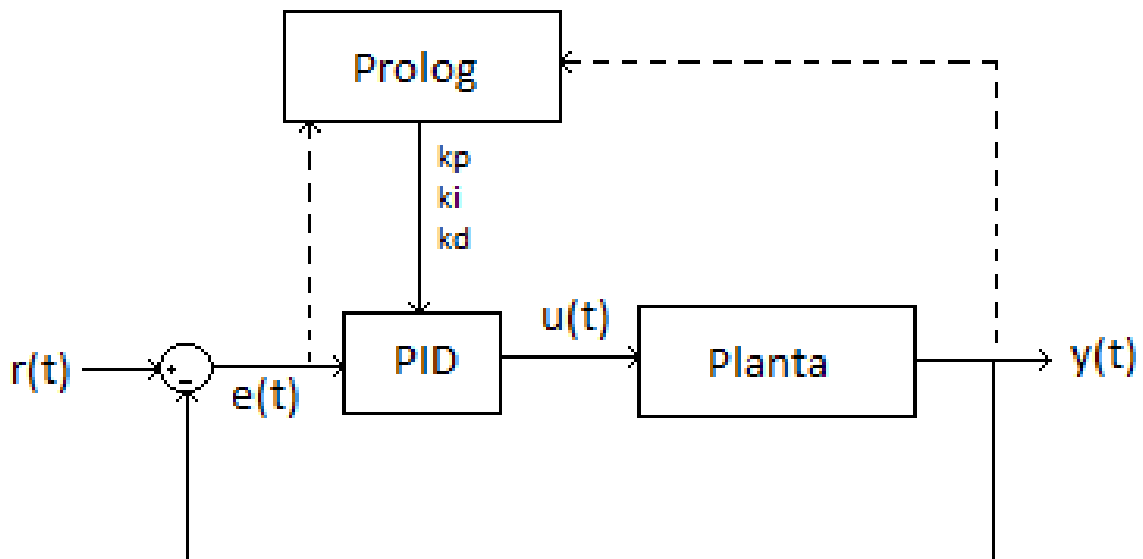 Prolog
kp
ki
kd
r(t)
+
−
e(t)
PID
u(t)
Planta
y(t)